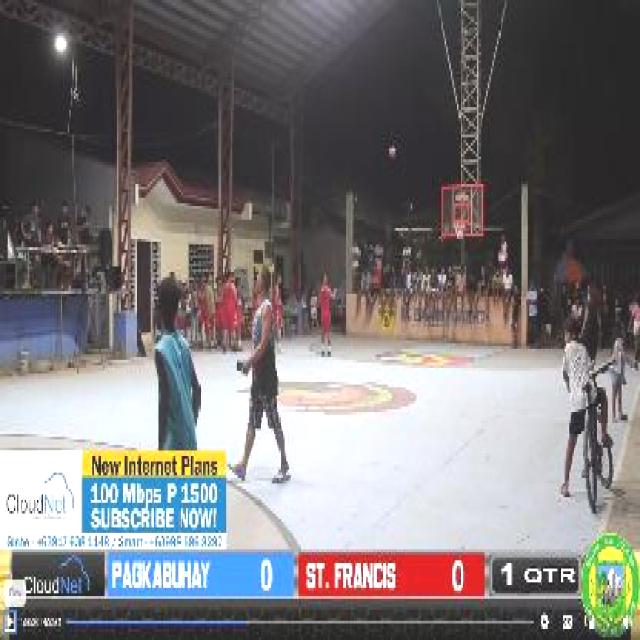 New Internet Plans
CloudNet
100 Mbps P 1500
SUBSCRIBE NOW!
CloudNet
PAGKABUHAY 0
ST. FRANCIS 0
1 QTR